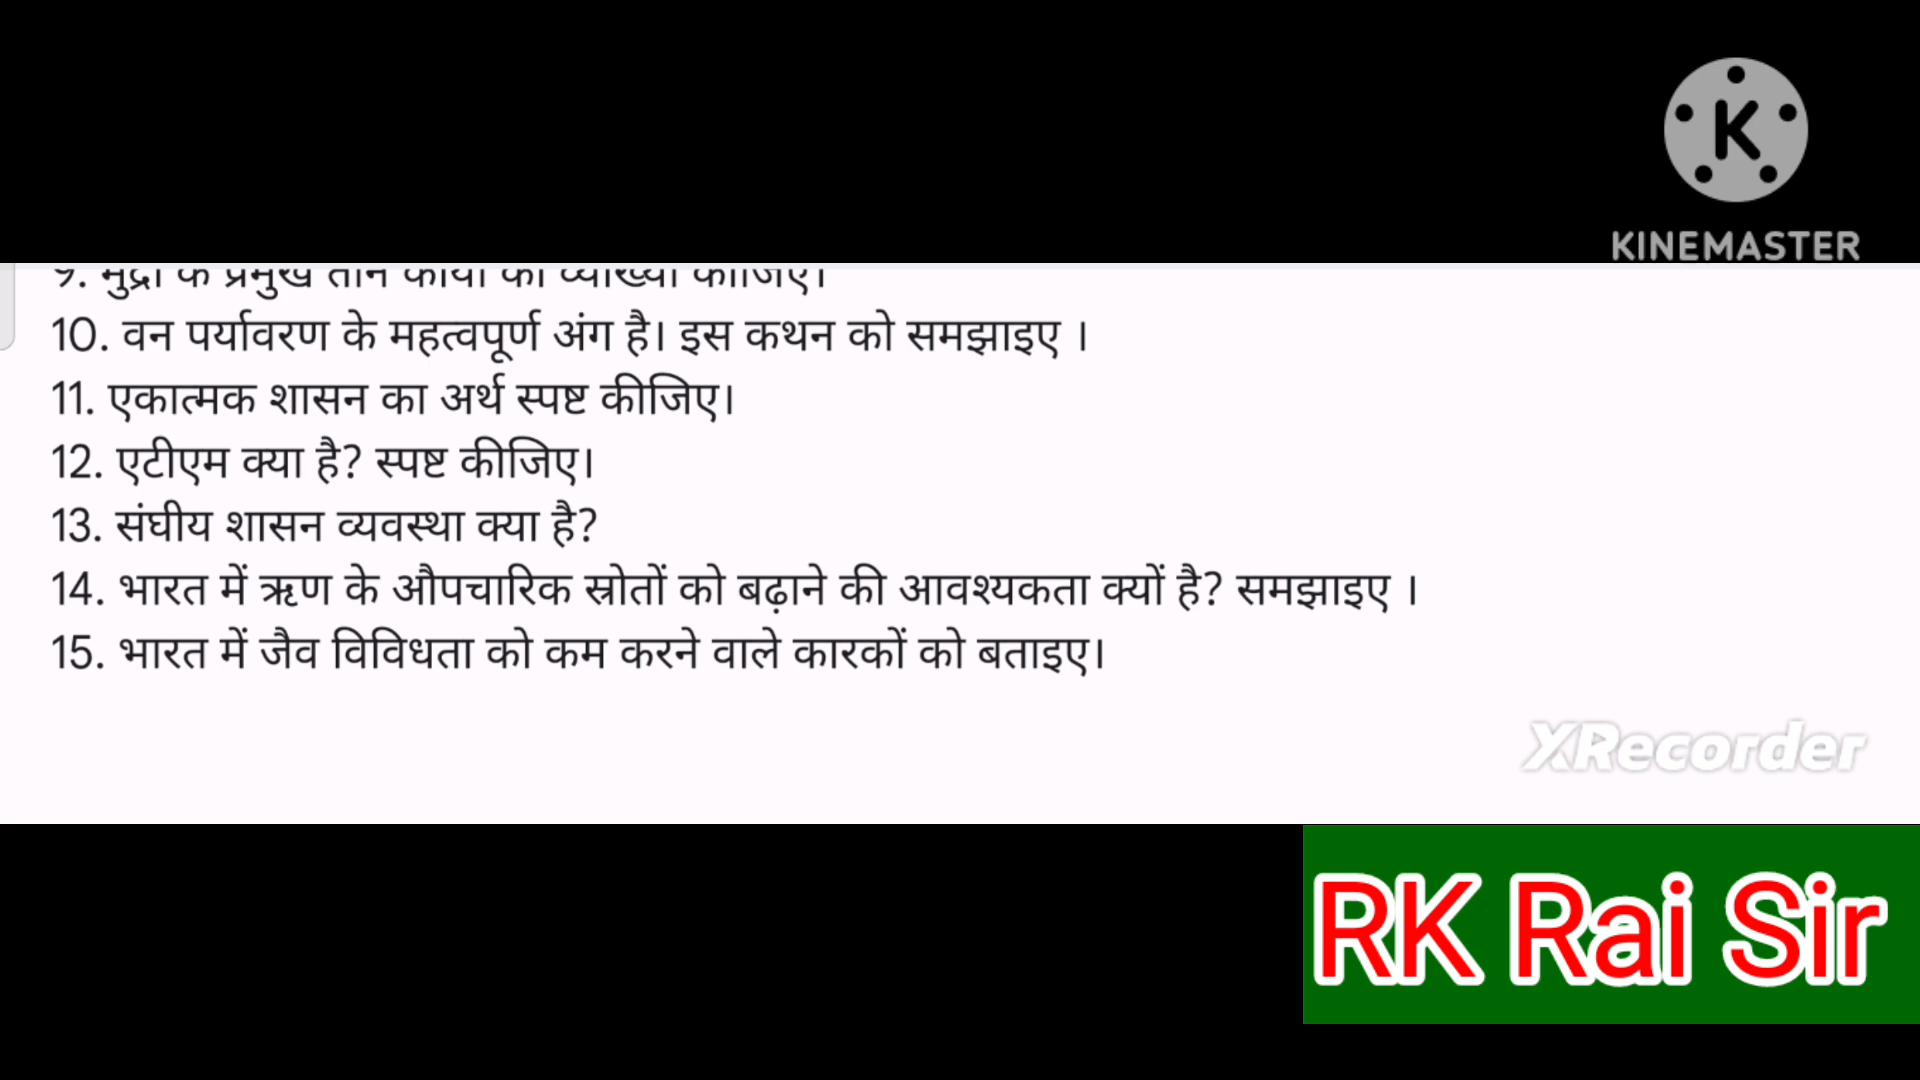 KINEMASTER
9. मुद्रा के प्रमुख तीन कार्यों की व्याख्या कीजिए।
10. वन पर्यावरण के महत्वपूर्ण अंग है। इस कथन को समझाइए ।
11. एकात्मक शासन का अर्थ स्पष्ट कीजिए।
12. एटीएम क्या है? स्पष्ट कीजिए।
13. संघीय शासन व्यवस्था क्या है?
14. भारत में ऋण के औपचारिक स्रोतों को बढ़ाने की आवश्यकता क्यों है? समझाइए ।
15. भारत में जैव विविधता को कम करने वाले कारकों को बताइए।
XRecorder
RK Rai Sir